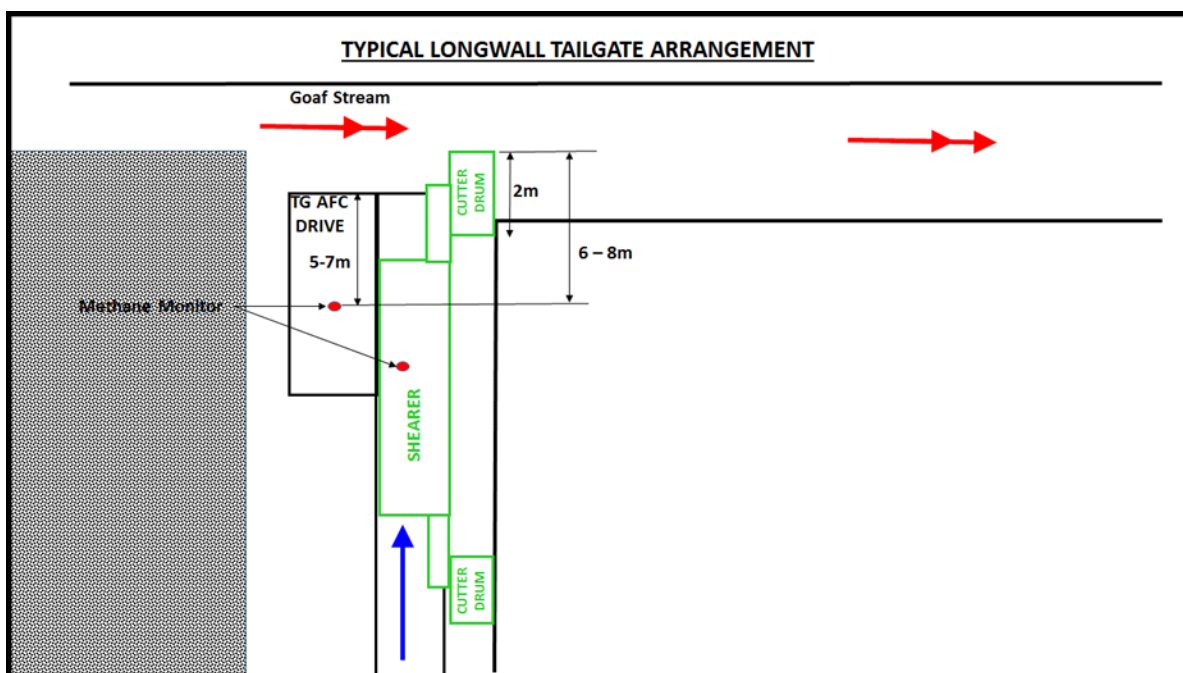 TYPICAL LONGWALL TAILGATE ARRANGEMENT
Goaf Stream
CUTTER
DRUM
2m
TG AFC
DRIVE
5-7m
6 – 8m
Methane Monitor
SHEARER
CUTTER
DRUM